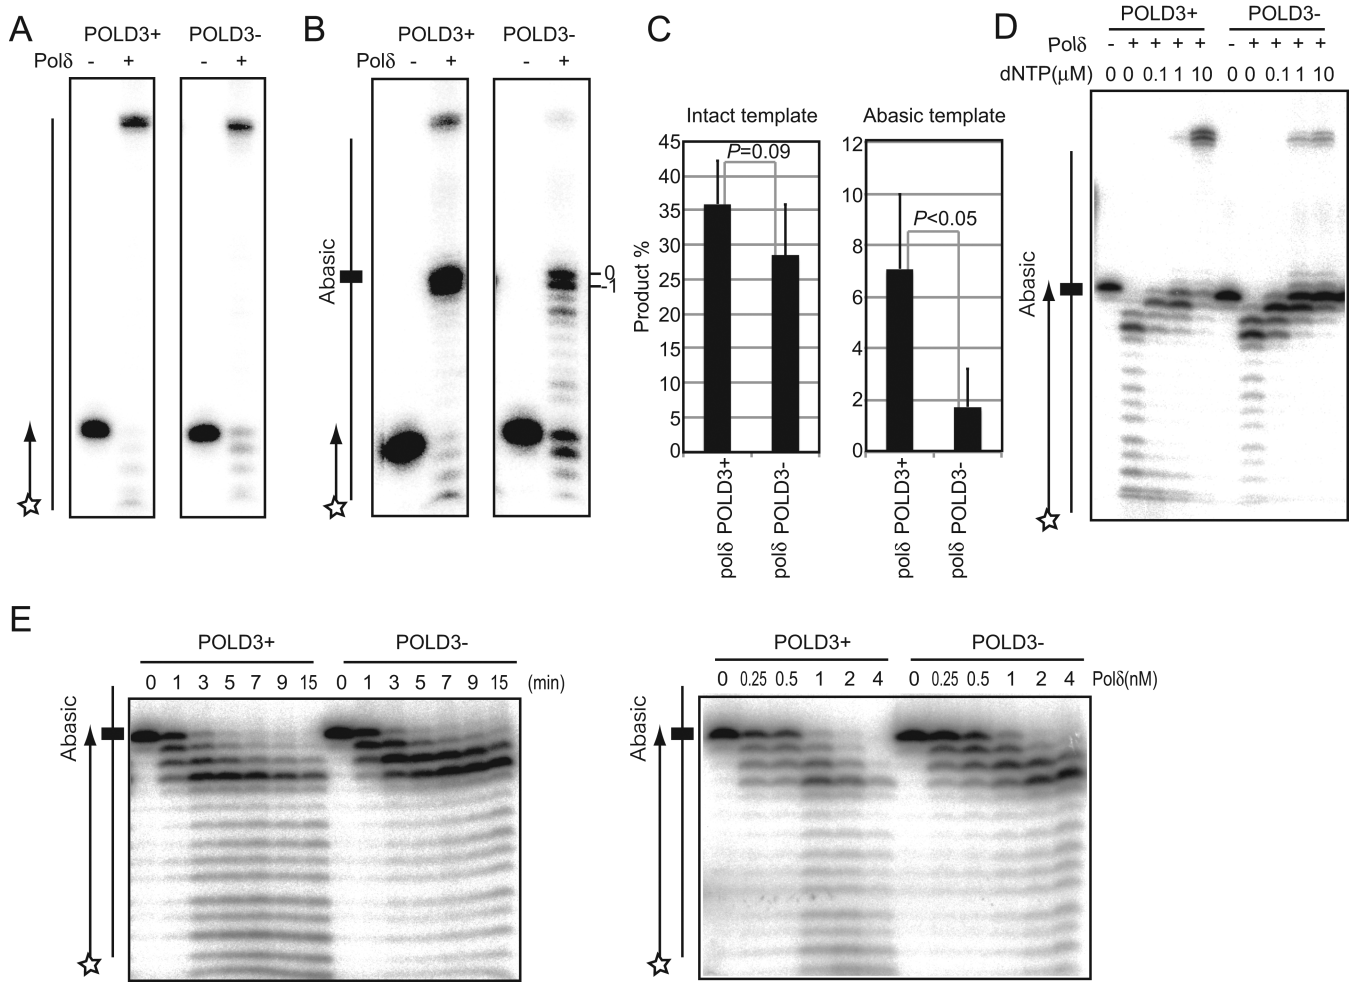 A
POLD3+ POLD3-
Polδ - + - +
B
POLD3+ POLD3-
Polδ - + - +
Abasic
0
-1
C
Intact template
Product %
45
40
35
30
25
20
15
10
5
0
P=0.09
polδ POLD3+
polδ POLD3-
Abasic template
12
10
8
6
4
2
0
P<0.05
polδ POLD3+
polδ POLD3-
D
POLD3+ POLD3-
Polδ - + + + + - + + + +
dNTP(μM) 0 0 0.1 1 10 0 0 0.1 1 10
Abasic
E
POLD3+ POLD3-
0 1 3 5 7 9 15 0 1 3 5 7 9 15 (min)
Abasic
POLD3+ POLD3-
0 0.25 0.5 1 2 4 0 0.25 0.5 1 2 4 Polδ(nM)
Abasic